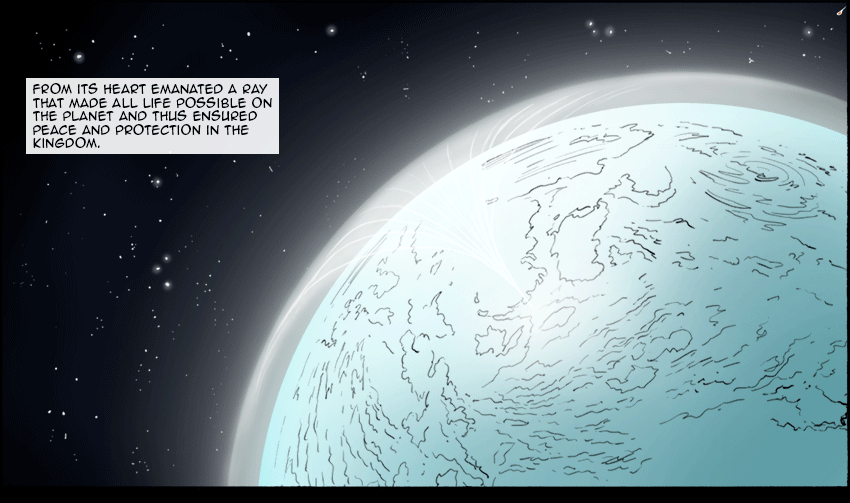 FROM ITS HEART EMANATED A RAY
THAT MADE ALL LIFE POSSIBLE ON
THE PLANET AND THUS ENSURED
PEACE AND PROTECTION IN THE
KINGDOM.